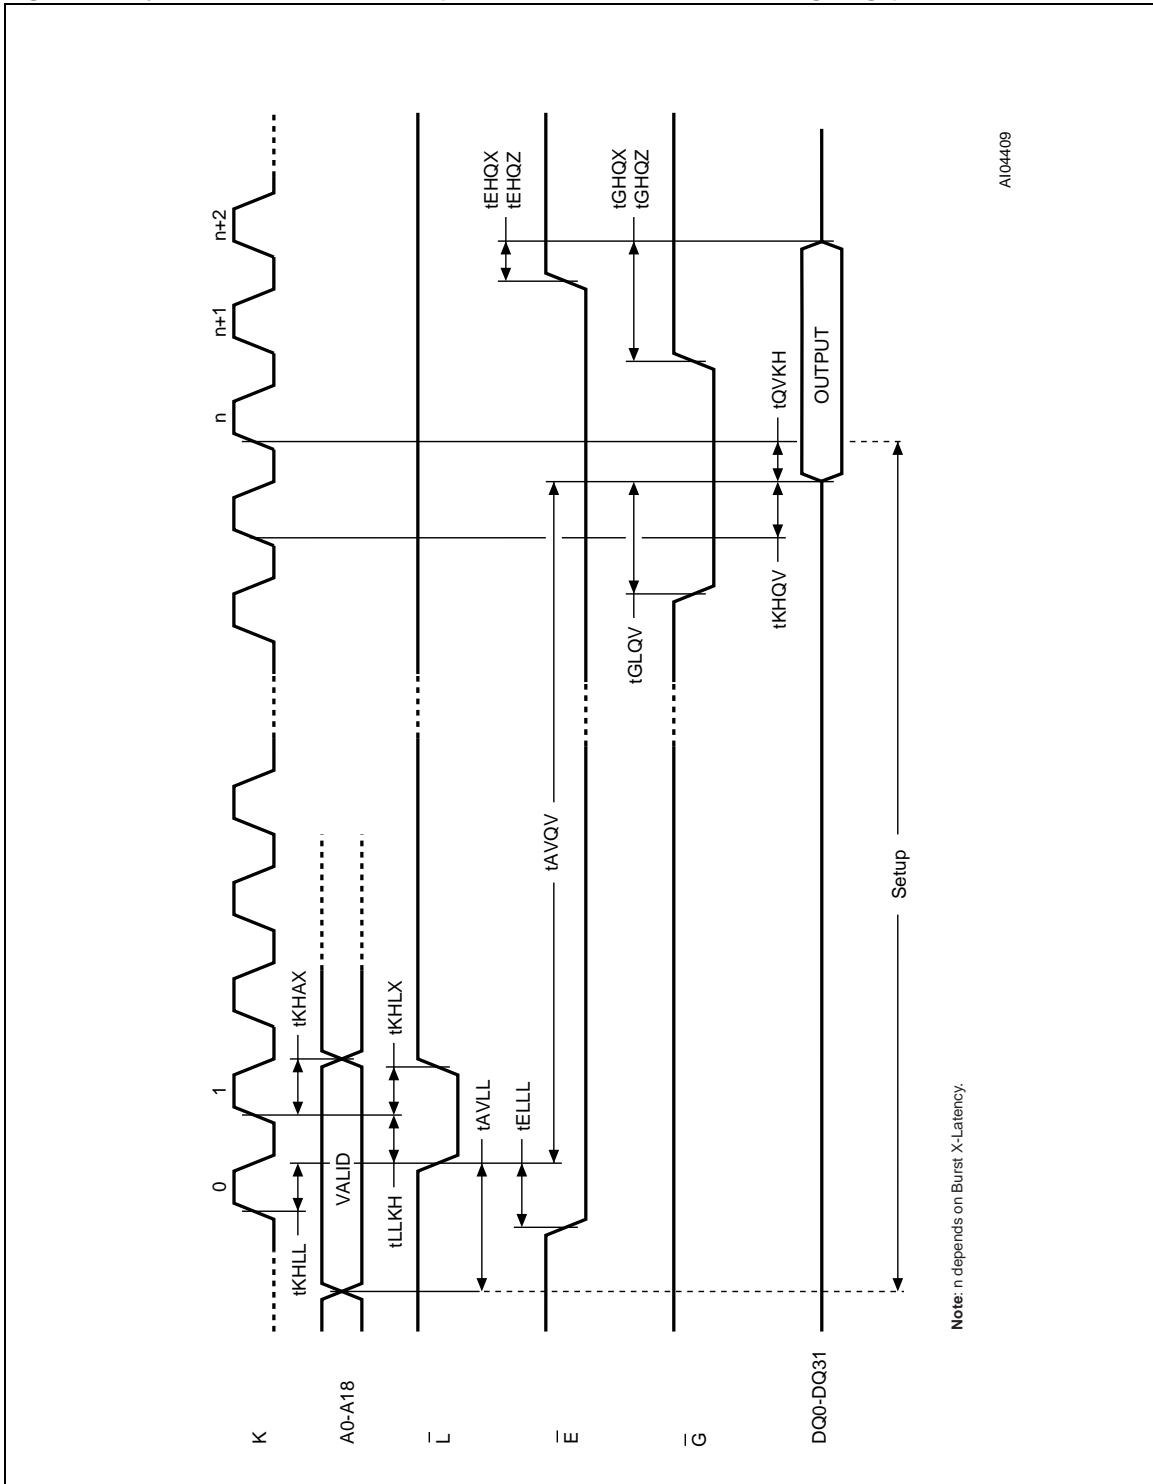 K
0
1
n
n+1
n+2
tKHLL
tKHAX
A0-A18
VALID
tLLKH
tKHLX
L̅
tAVLL
tELLL
E̅
tAVQV
tEHQX
tEHQZ
G̅
tGLQV
tGHQX
tGHQZ
tKHQV
tQVKH
DQ0-DQ31
OUTPUT
Setup
Note: n depends on Burst X-Latency.
AI04409